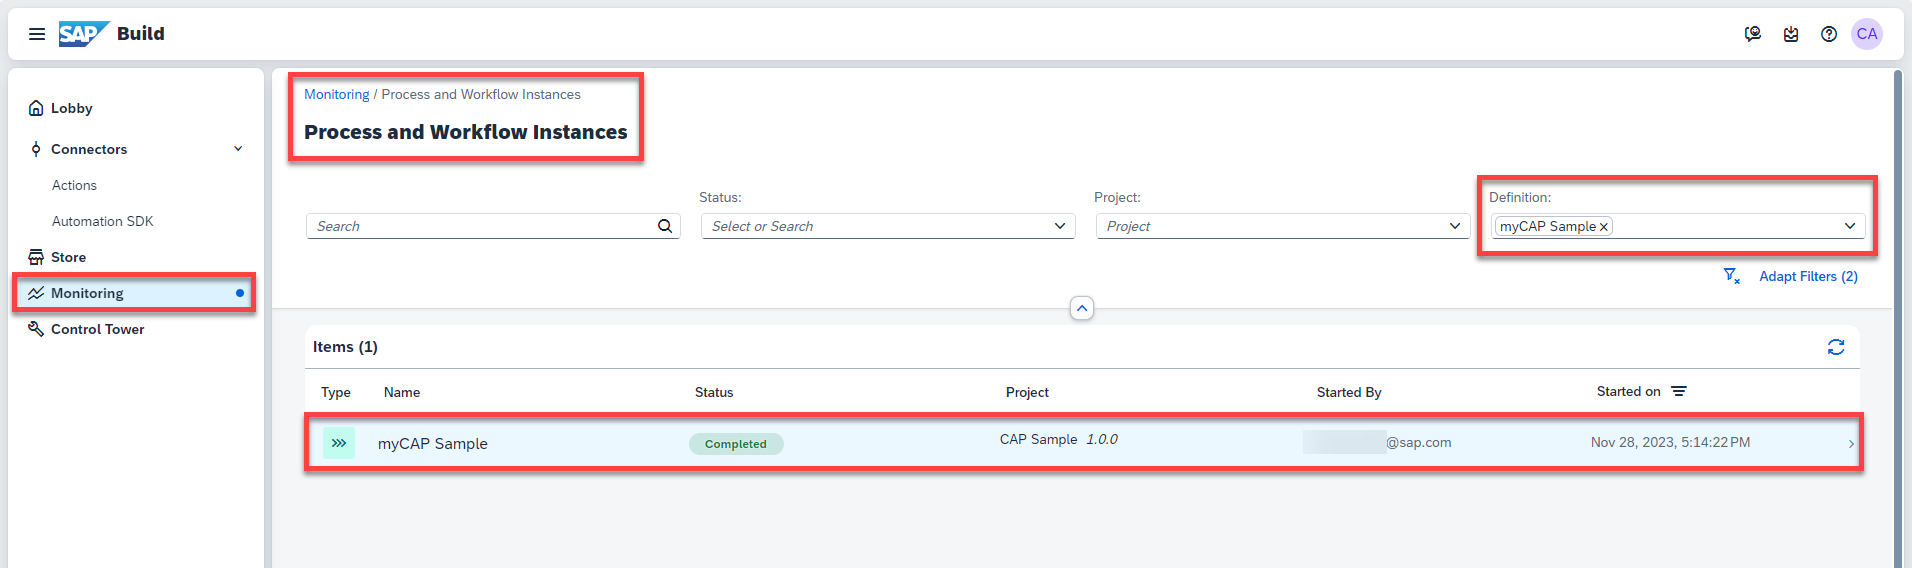 SAP Build
CA
Lobby
Connectors
Actions
Automation SDK
Store
Monitoring
Control Tower
Monitoring / Process and Workflow Instances
Process and Workflow Instances
Search
Status:
Select or Search
Project:
Project
Definition:
myCAP Sample
Adapt Filters (2)
Items (1)
Type Name Status Project Started By Started on
myCAP Sample Completed CAP Sample 1.0.0 @sap.com Nov 28, 2023, 5:14:22 PM